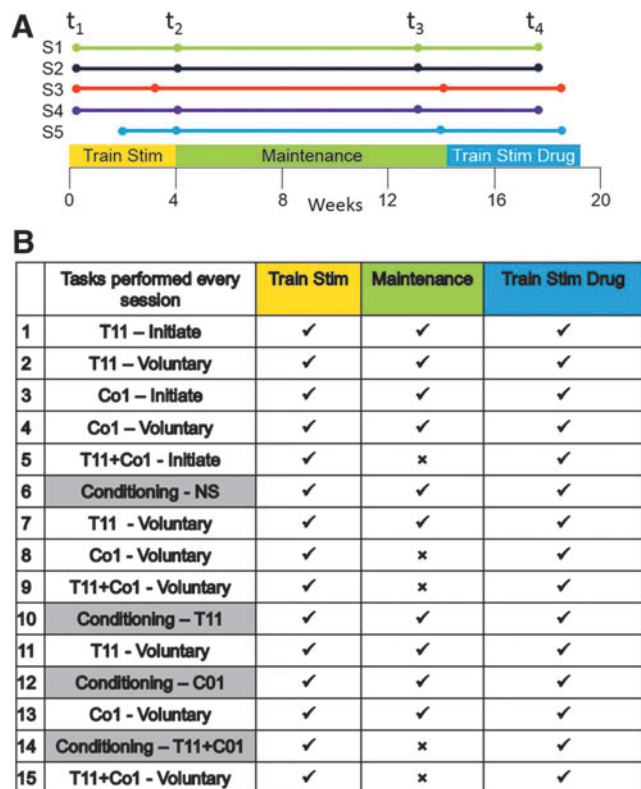 A
t1 t2 t3 t4
S1
S2
S3
S4
S5
Train Stim Maintenance Train Stim Drug
0 4 8 12 16 20
Weeks
B
Tasks performed every session Train Stim Maintenance Train Stim Drug
1 T11 – Initiate ✔ ✔ ✔
2 T11 – Voluntary ✔ ✔ ✔
3 Co1 – Initiate ✔ ✔ ✔
4 Co1 – Voluntary ✔ ✔ ✔
5 T11+Co1 - Initiate ✔ × ✔
6 Conditioning - NS ✔ ✔ ✔
7 T11 - Voluntary ✔ ✔ ✔
8 Co1 - Voluntary ✔ × ✔
9 T11+Co1 - Voluntary ✔ × ✔
10 Conditioning – T11 ✔ ✔ ✔
11 T11 - Voluntary ✔ ✔ ✔
12 Conditioning – C01 ✔ ✔ ✔
13 Co1 - Voluntary ✔ ✔ ✔
14 Conditioning – T11+C01 ✔ × ✔
15 T11+Co1 - Voluntary ✔ × ✔